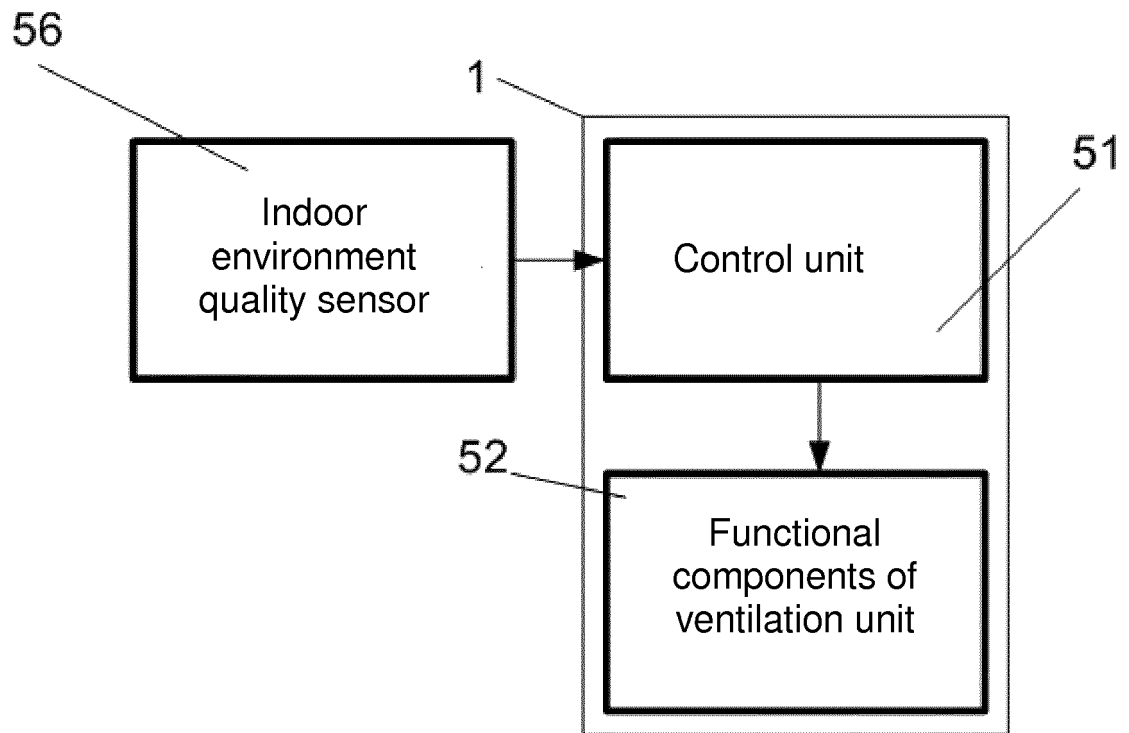 56
1
51
Indoor
environment
quality sensor
Control unit
52
Functional
components of
ventilation unit